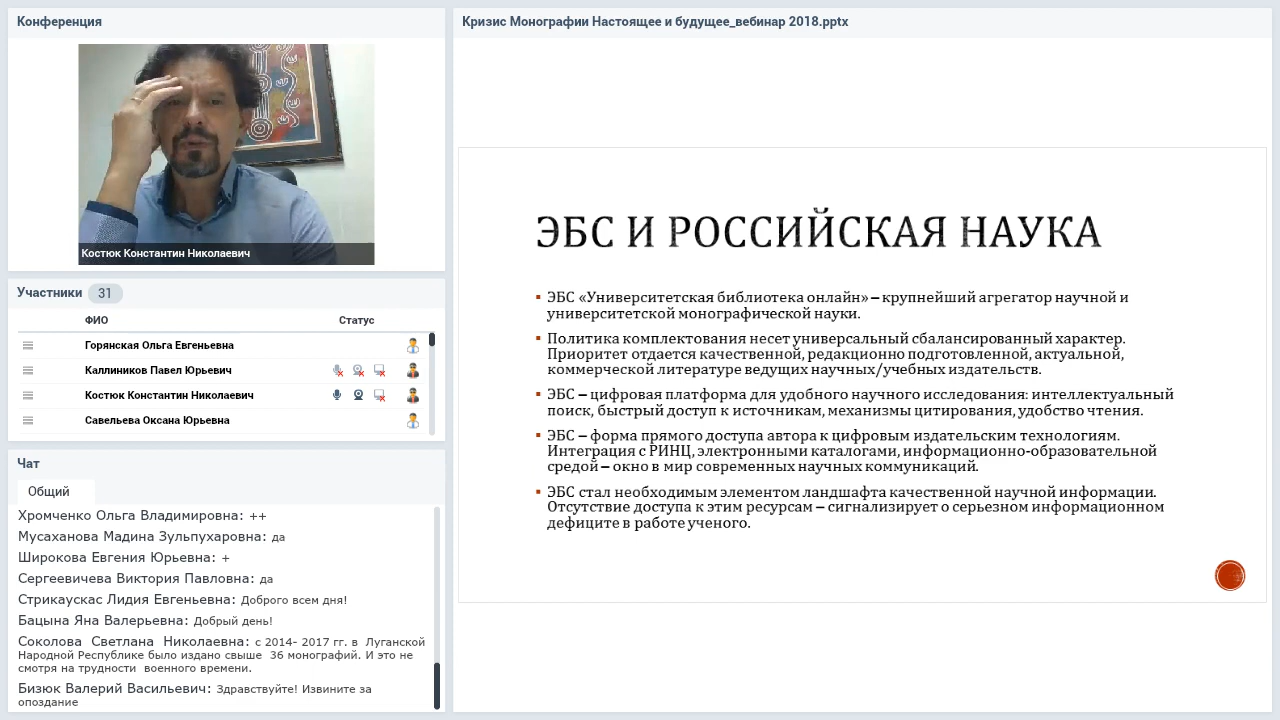 Конференция
Костюк Константин Николаевич
Участники 31
ФИО Статус
Горянская Ольга Евгеньевна
Каллиников Павел Юрьевич
Костюк Константин Николаевич
Савельева Оксана Юрьевна
Чат
Общий
Хромченко Ольга Владимировна: ++
Мусаханова Мадина Зульпухаровна: да
Широкова Евгения Юрьевна: +
Сергеевичева Виктория Павловна: да
Стрикаускас Лидия Евгеньевна: Доброго всем дня!
Бацына Яна Валерьевна: Добрый день!
Соколова Светлана Николаевна: с 2014- 2017 гг. в Луганской
Народной Республике было издано свыше 36 монографий. И это не
смотря на трудности военного времени.
Бизюк Валерий Васильевич: Здравствуйте! Извините за
опоздание
Кризис Монографии Настоящее и будущее_вебинар 2018.pptx
ЭБС И РОССИЙСКАЯ НАУКА
▪ ЭБС «Университетская библиотека онлайн» – крупнейший агрегатор научной и
университетской монографической науки.
▪ Политика комплектования несет универсальный сбалансированный характер.
Приоритет отдается качественной, редакционно подготовленной, актуальной,
коммерческой литературе ведущих научных/учебных издательств.
▪ ЭБС – цифровая платформа для удобного научного исследования: интеллектуальный
поиск, быстрый доступ к источникам, механизмы цитирования, удобство чтения.
▪ ЭБС – форма прямого доступа автора к цифровым издательским технологиям.
Интеграция с РИНЦ, электронными каталогами, информационно-образовательной
средой – окно в мир современных научных коммуникаций.
▪ ЭБС стал необходимым элементом ландшафта качественной научной информации.
Отсутствие доступа к этим ресурсам – сигнализирует о серьезном информационном
дефиците в работе ученого.